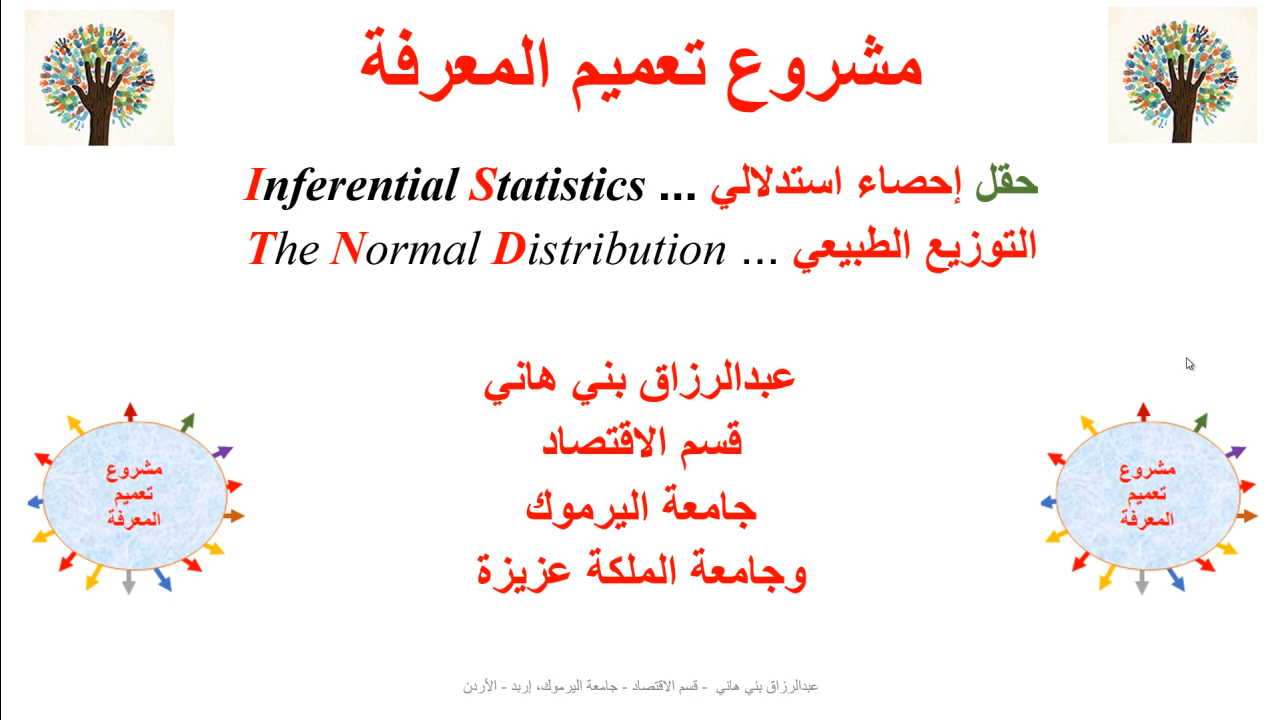 مشروع تعميم المعرفة
حقل إحصاء استدلالي ... Inferential Statistics
التوزيع الطبيعي ... The Normal Distribution
عبدالرزاق بني هاني
قسم الاقتصاد
جامعة اليرموك
وجامعة الملكة عزيزة
مشروع
تعميم
المعرفة
مشروع
تعميم
المعرفة
عبدالرزاق بني هاني - قسم الاقتصاد - جامعة اليرموك، إربد - الأردن